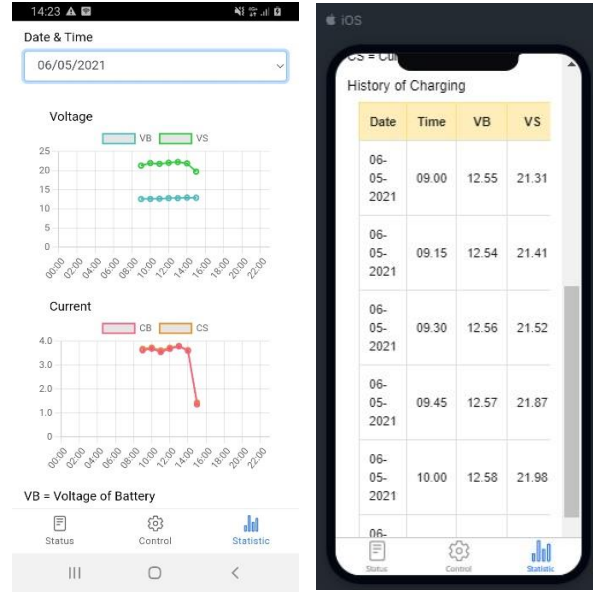 14:23
Date & Time
06/05/2021
Voltage
VB VS
25
20
15
10
5
0
00:00 02:00 04:00 06:00 08:00 10:00 12:00 14:00 16:00 18:00 20:00 22:00
Current
CB CS
4.0
3.0
2.0
1.0
0
00:00 02:00 04:00 06:00 08:00 10:00 12:00 14:00 16:00 18:00 20:00 22:00
VB = Voltage of Battery
Status Control Statistic
iOS
CS = Cur
History of Charging
Date Time VB VS
06-
05-
2021 09.00 12.55 21.31
06-
05-
2021 09.15 12.54 21.41
06-
05-
2021 09.30 12.56 21.52
06-
05-
2021 09.45 12.57 21.87
06-
05-
2021 10.00 12.58 21.98
06-
Status Control Statistic